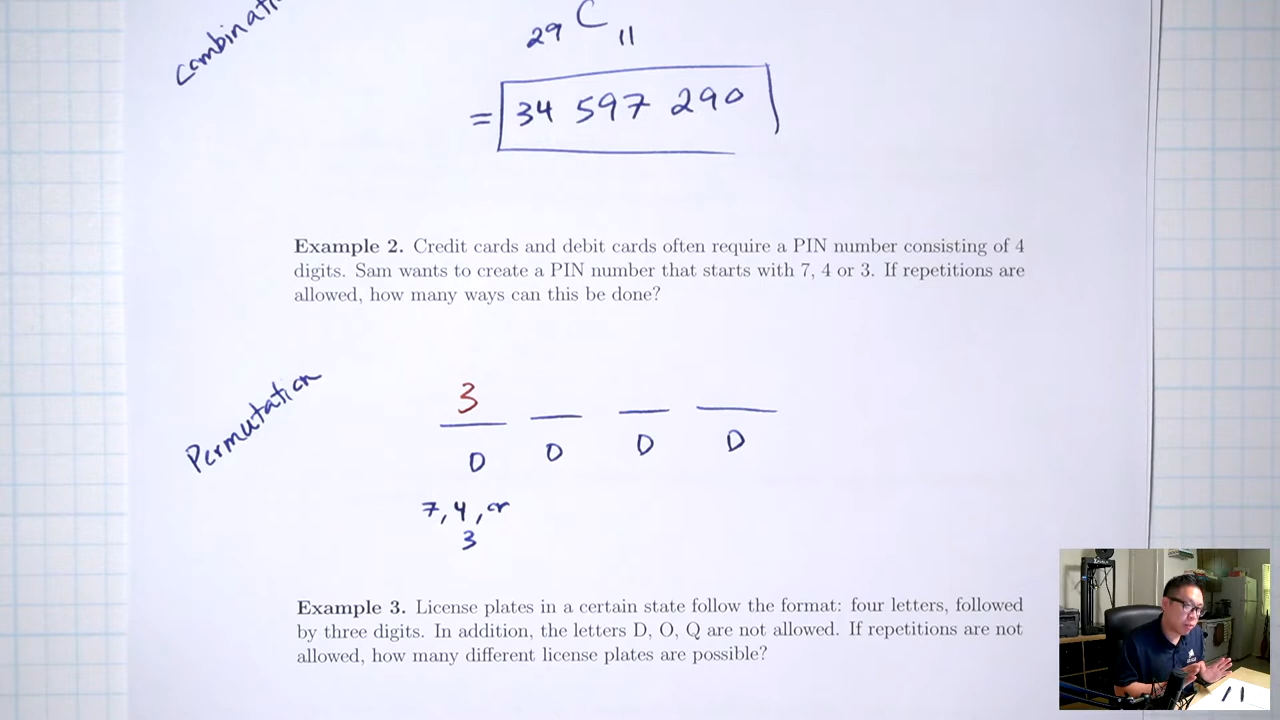 29 C 11
= 34 597 290
Example 2. Credit cards and debit cards often require a PIN number consisting of 4
digits. Sam wants to create a PIN number that starts with 7, 4 or 3. If repetitions are
allowed, how many ways can this be done?
Permutation
3
D D D D
7, 4, or
3
Example 3. License plates in a certain state follow the format: four letters, followed
by three digits. In addition, the letters D, O, Q are not allowed. If repetitions are not
allowed, how many different license plates are possible?